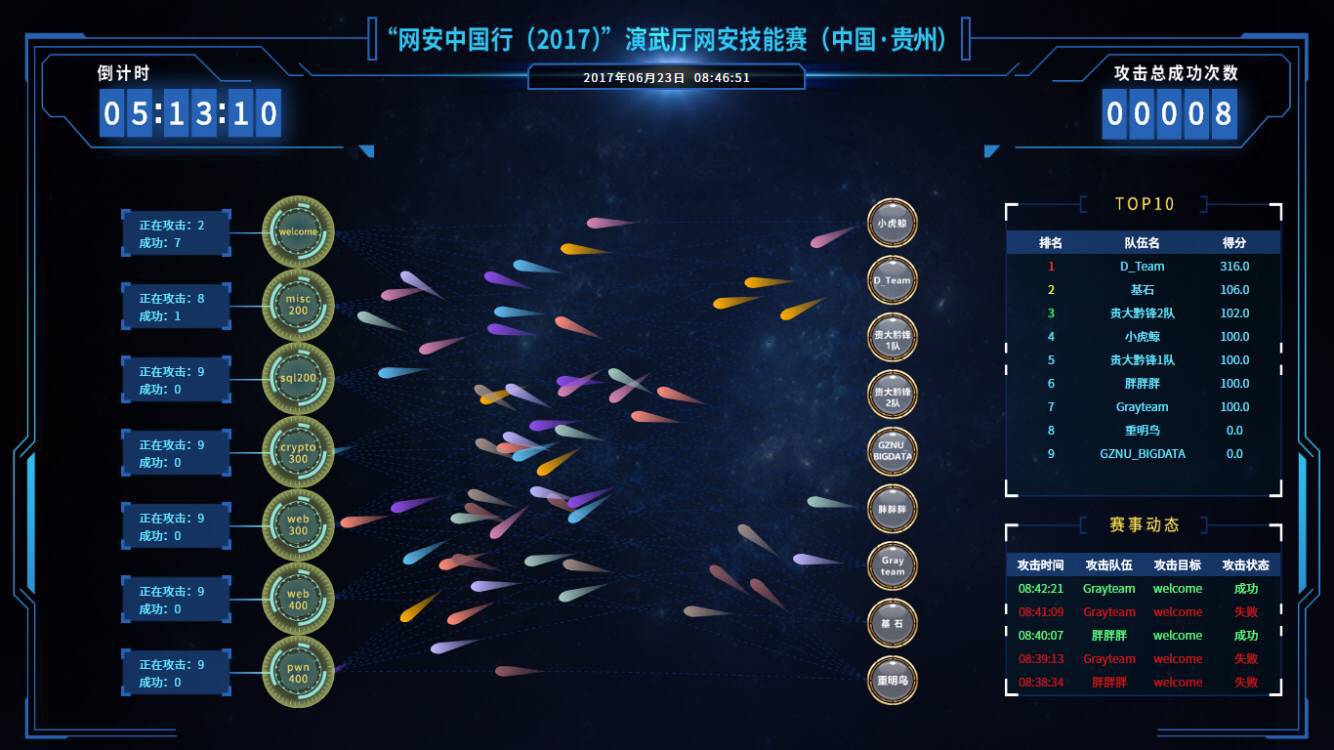 “网安中国行（2017）”演武厅网安技能赛（中国·贵州）
2017年06月23日 08:46:51
倒计时
05:13:10
攻击总成功次数
00008
正在攻击：2
成功：7
welcome
正在攻击：8
成功：1
misc
200
正在攻击：9
成功：0
sql200
正在攻击：9
成功：0
crypto
300
正在攻击：9
成功：0
web
300
正在攻击：9
成功：0
web
400
正在攻击：9
成功：0
pwn
400
小虎鲸
D_Team
贵大黔锋
1队
贵大黔锋
2队
GZNU_
BIGDATA
胖胖胖
Gray
team
基石
重明鸟
TOP10
排名 队伍名 得分
1 D_Team 316.0
2 基石 106.0
3 贵大黔锋2队 102.0
4 小虎鲸 100.0
5 贵大黔锋1队 100.0
6 胖胖胖 100.0
7 Grayteam 100.0
8 重明鸟 0.0
9 GZNU_BIGDATA 0.0
赛事动态
攻击时间 攻击队伍 攻击目标 攻击状态
08:42:21 Grayteam welcome 成功
08:41:09 Grayteam welcome 失败
08:40:07 胖胖胖 welcome 成功
08:39:13 Grayteam welcome 失败
08:38:34 胖胖胖 welcome 失败